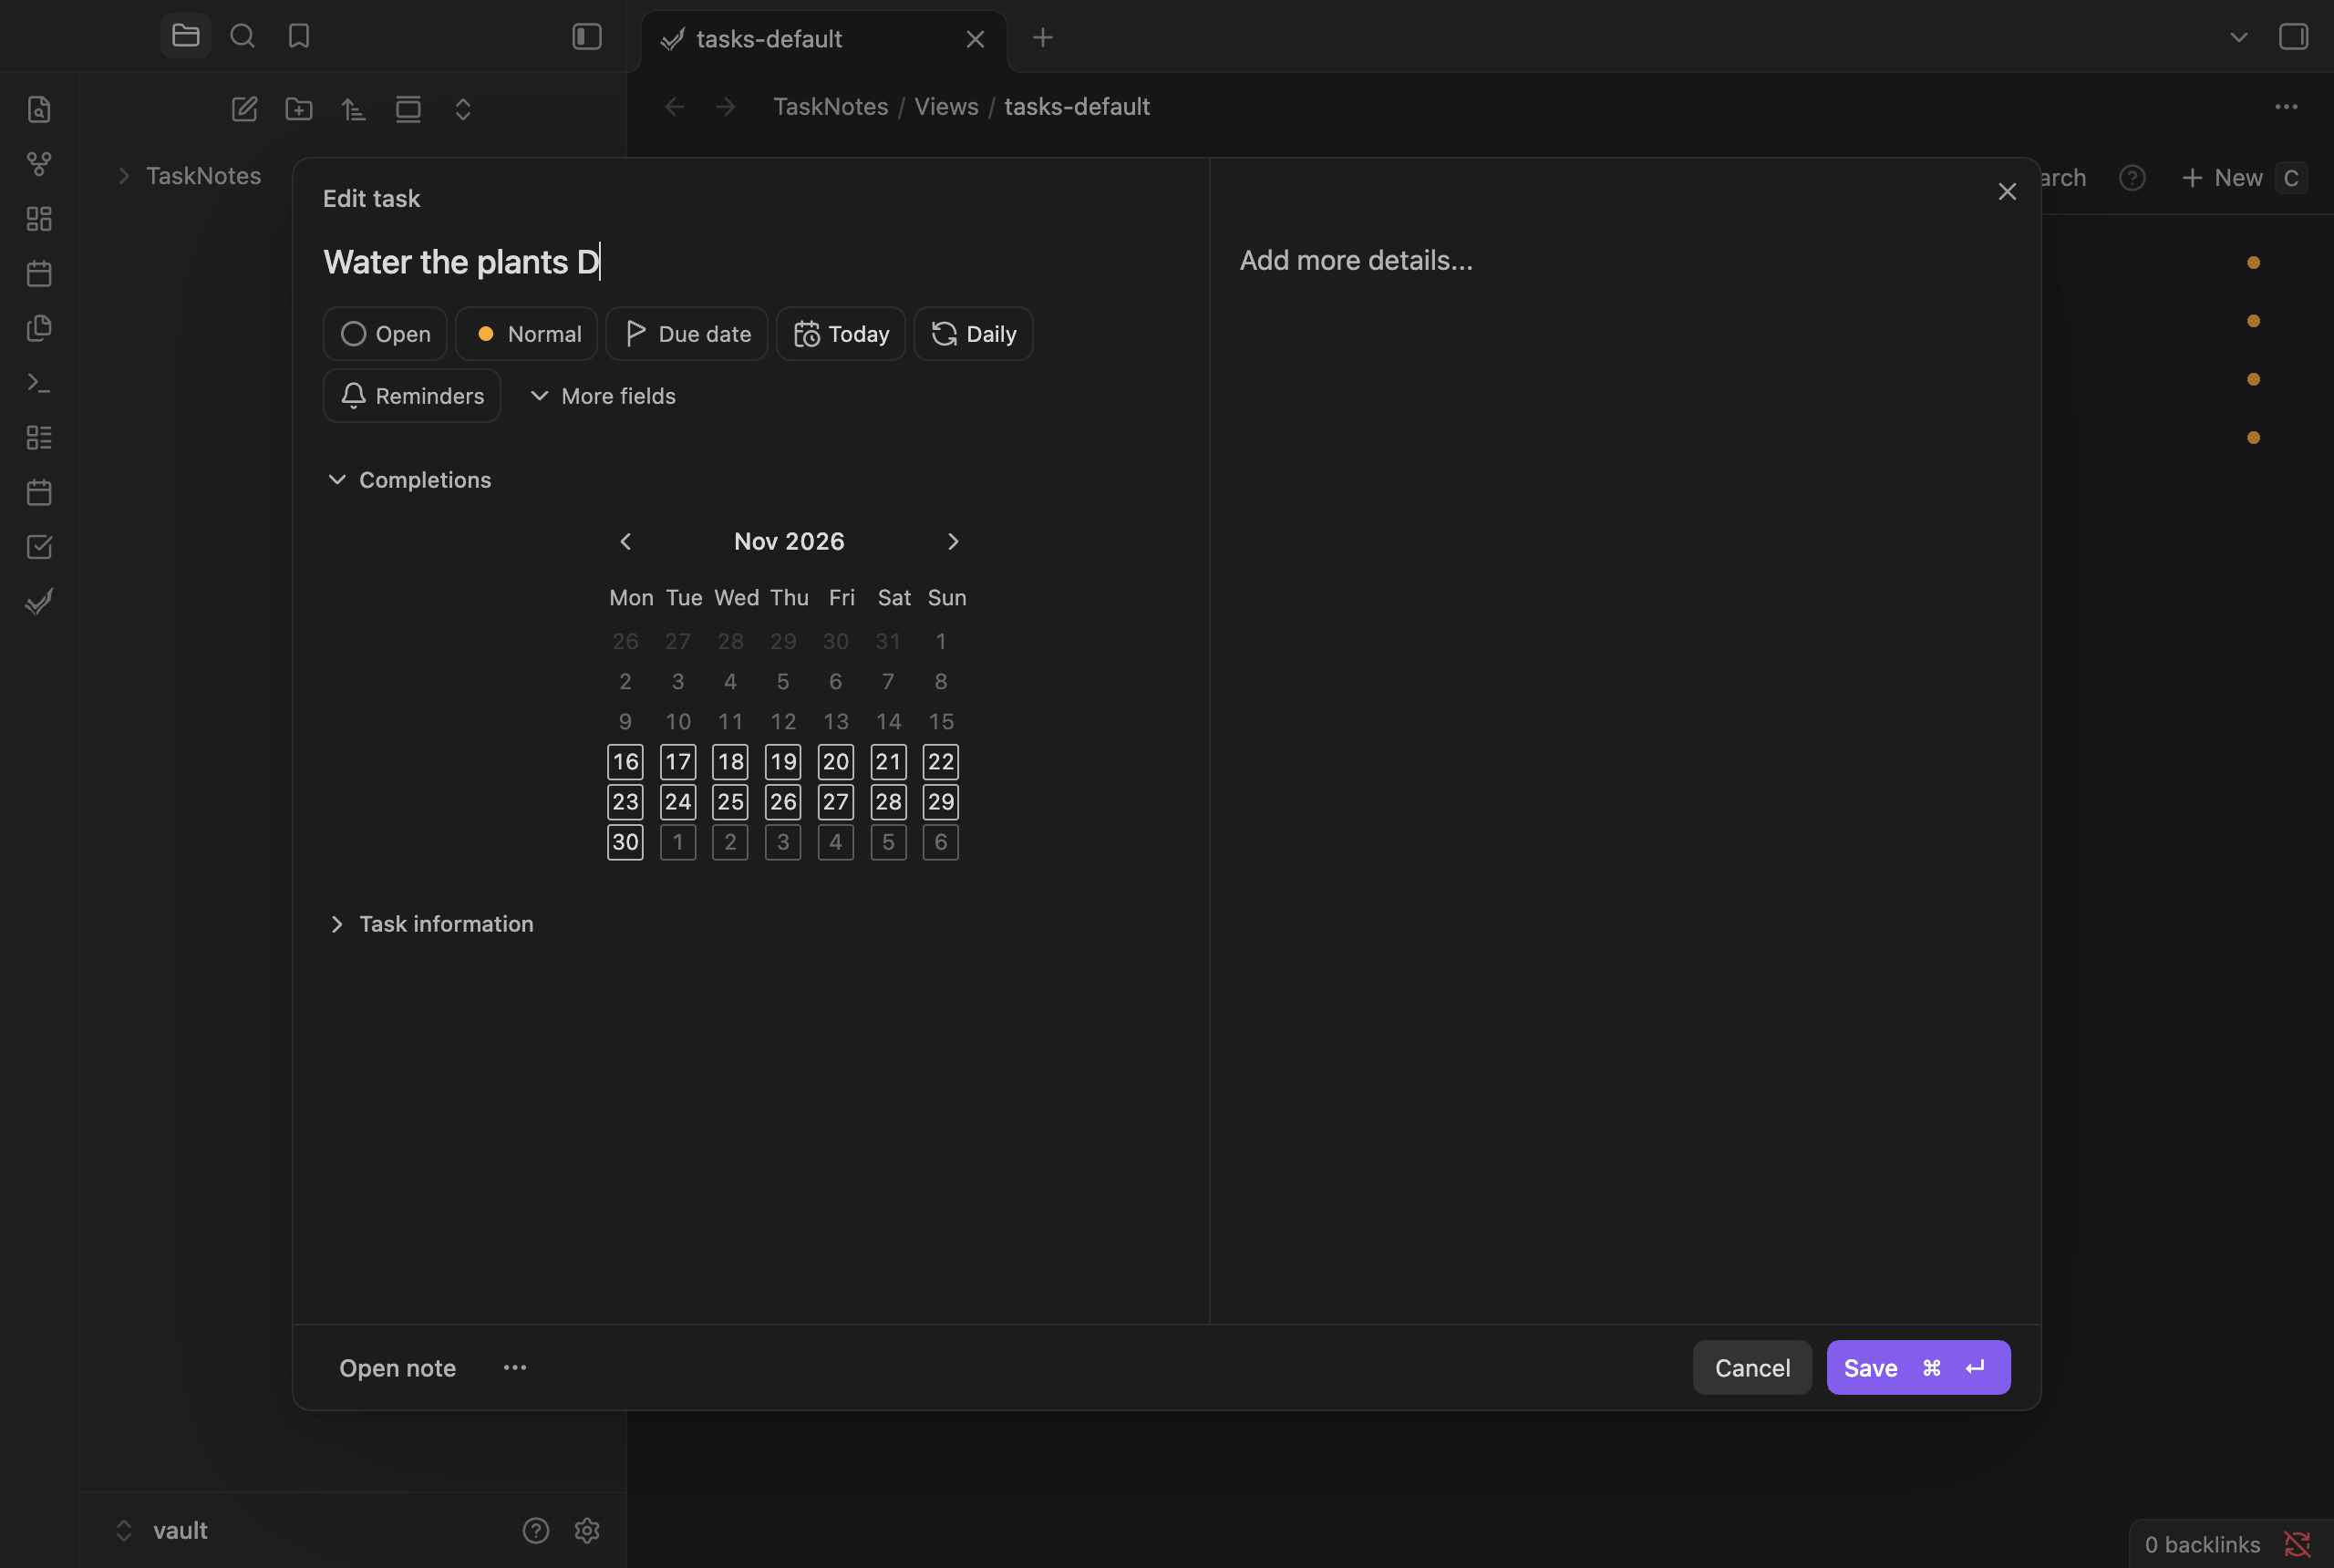 tasks-default
TaskNotes / Views / tasks-default
TaskNotes
arch
New C
Edit task
Water the plants D
Add more details...
Open
Normal
Due date
Today
Daily
Reminders
More fields
Completions
Nov 2026
Mon Tue Wed Thu Fri Sat Sun
26 27 28 29 30 31 1
2 3 4 5 6 7 8
9 10 11 12 13 14 15
16 17 18 19 20 21 22
23 24 25 26 27 28 29
30 1 2 3 4 5 6
Task information
Open note
Cancel
Save ⌘ ↵
vault
0 backlinks